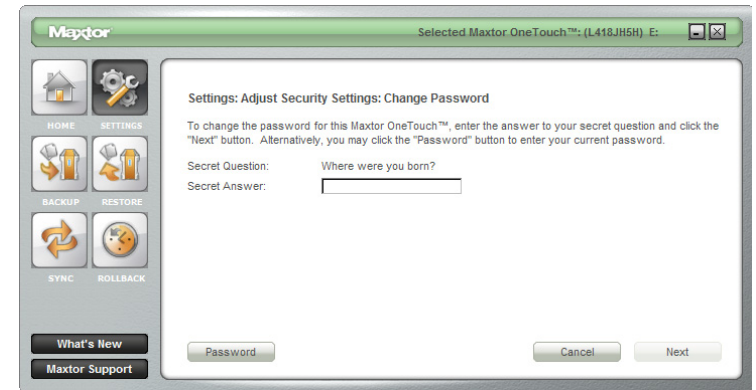 Maxtor
Selected Maxtor OneTouch™: (L418JH5H) E:
HOME
SETTINGS
BACKUP
RESTORE
SYNC
ROLLBACK
What's New
Maxtor Support
Settings: Adjust Security Settings: Change Password
To change the password for this Maxtor OneTouch™, enter the answer to your secret question and click the
"Next" button. Alternatively, you may click the "Password" button to enter your current password.
Secret Question: Where were you born?
Secret Answer:
Password
Cancel
Next